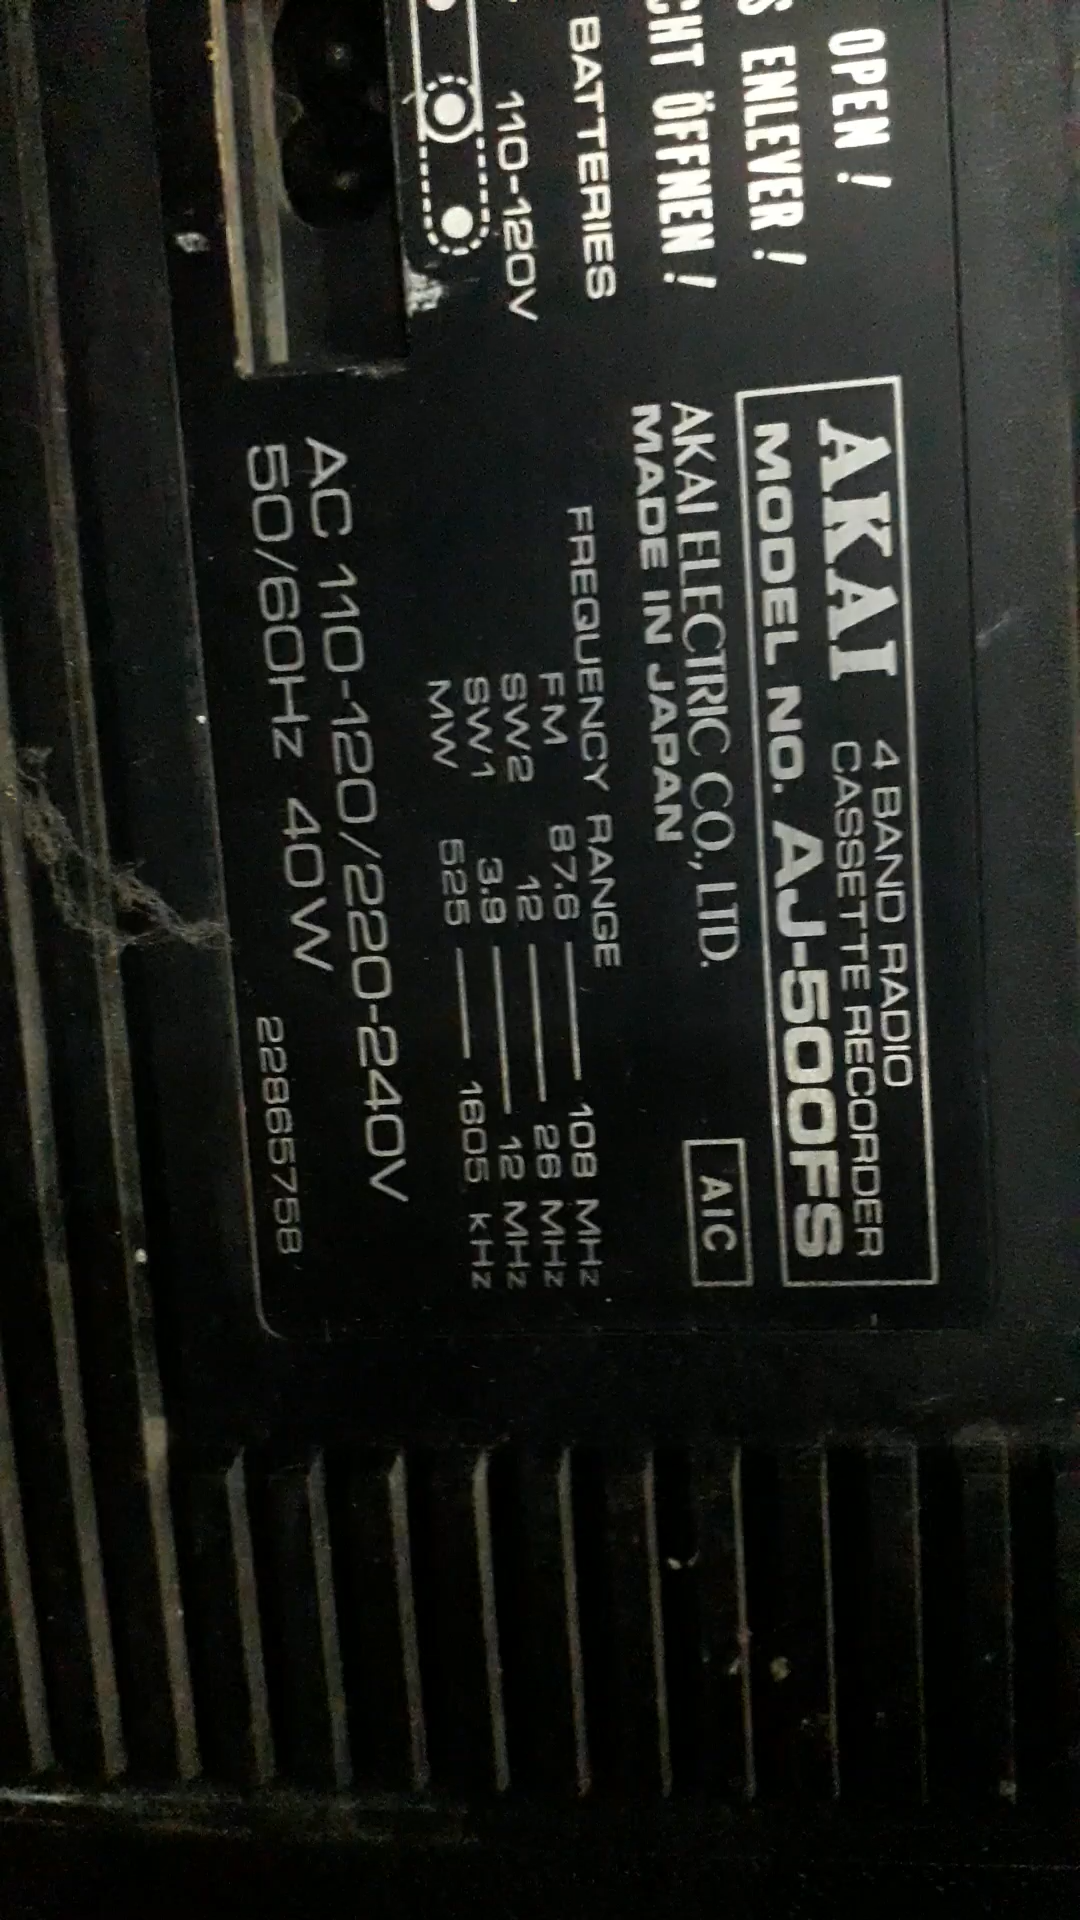 OPEN !
ENLEVER !
ÖFFNEN !
BATTERIES
110-120V
AKAI
4 BAND RADIO
CASSETTE RECORDER
MODEL NO. AJ-500FS
AKAI ELECTRIC CO., LTD.
MADE IN JAPAN
AIC
FREQUENCY RANGE
FM 87.6 — 108 MHz
SW2 12 — 26 MHz
SW1 3.9 — 12 MHz
MW 525 — 1605 kHz
AC 110-120/220-240V
50/60Hz 40W
22865758